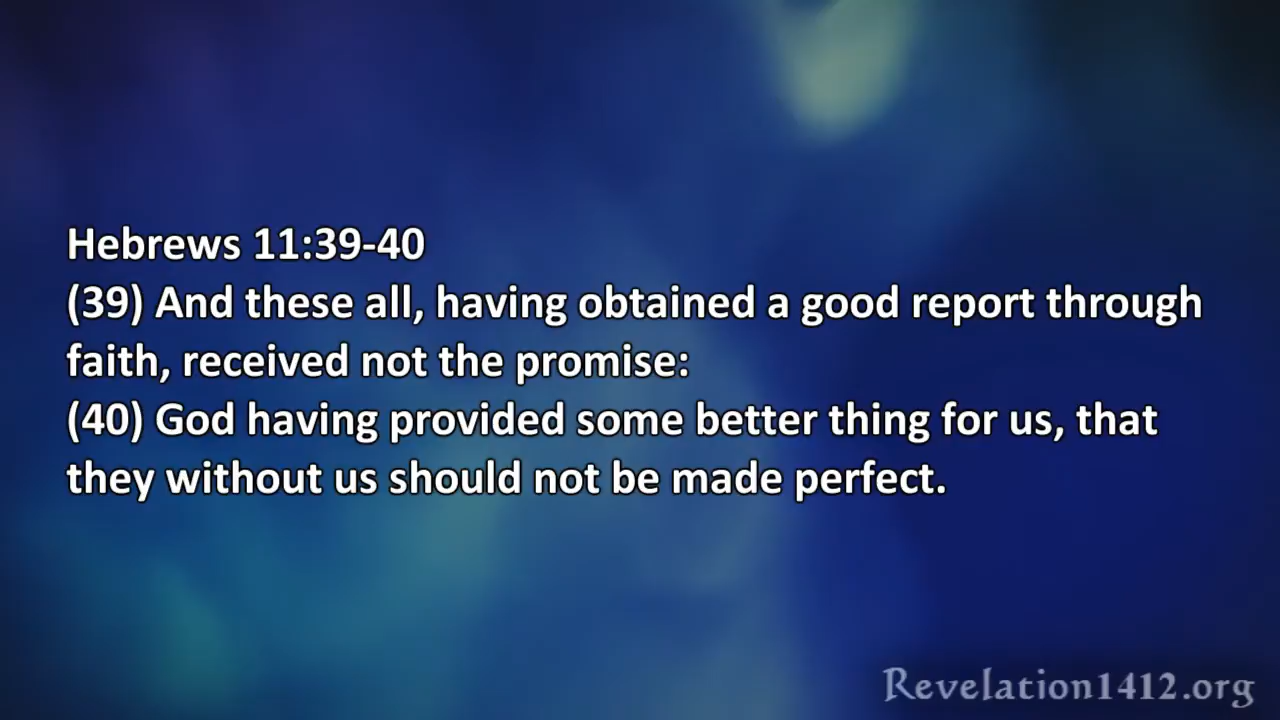 Hebrews 11:39-40
(39) And these all, having obtained a good report through
faith, received not the promise:
(40) God having provided some better thing for us, that
they without us should not be made perfect.
Revelation1412.org